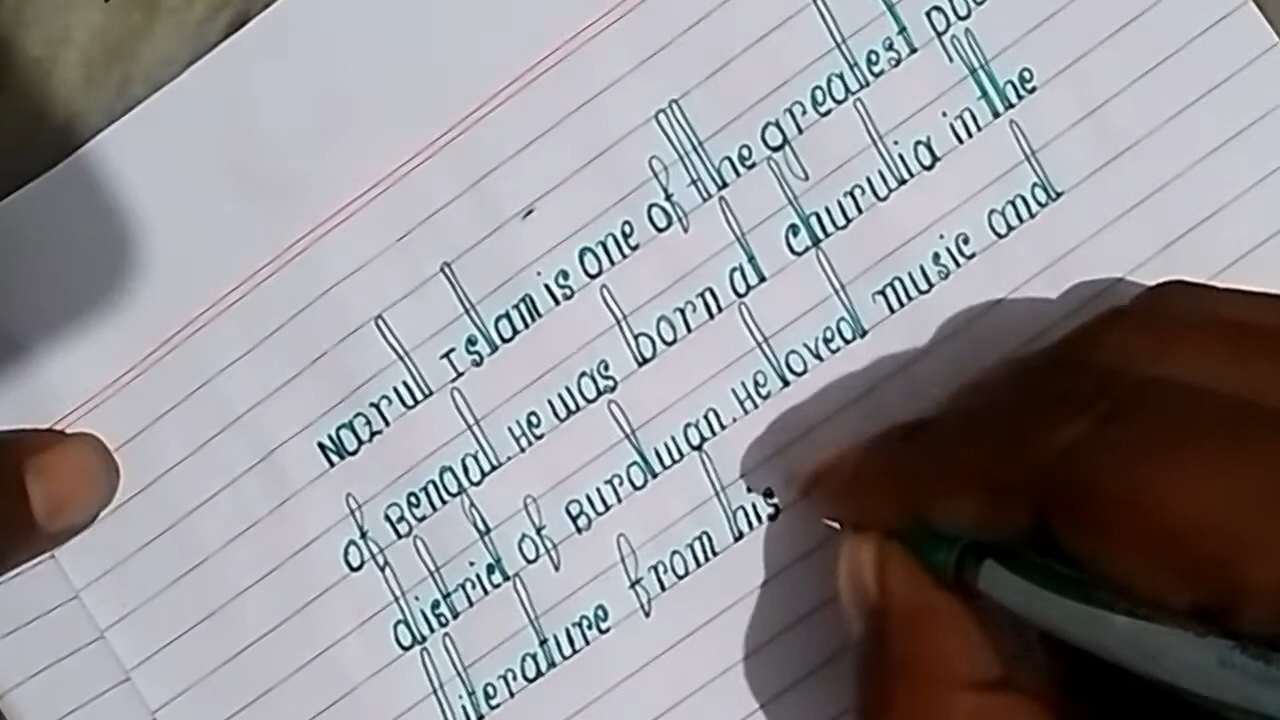 Nazrul Islam is one of the greatest
of Bengal. He was born at churulia in the
district of Burdwan. He loved music and
literature from his